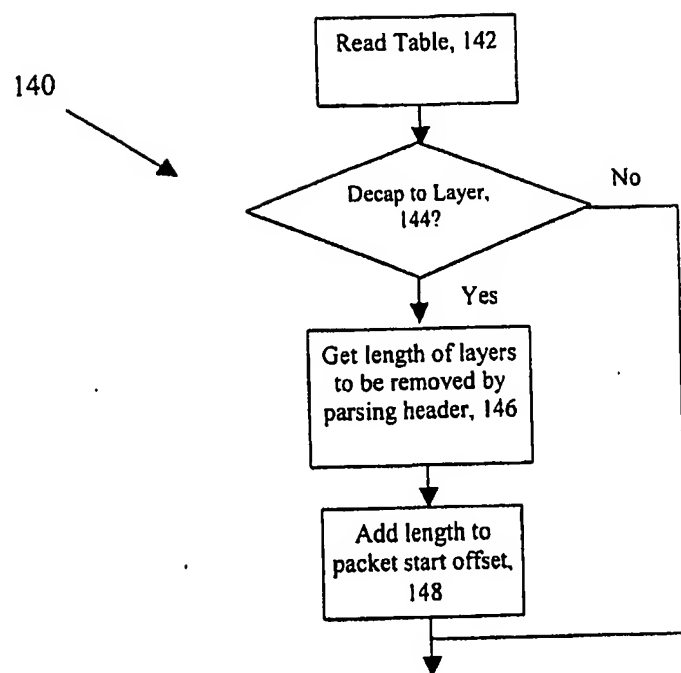 Read Table, 142
140
Decap to Layer,
144?
No
Yes
Get length of layers
to be removed by
parsing header, 146
Add length to
packet start offset,
148